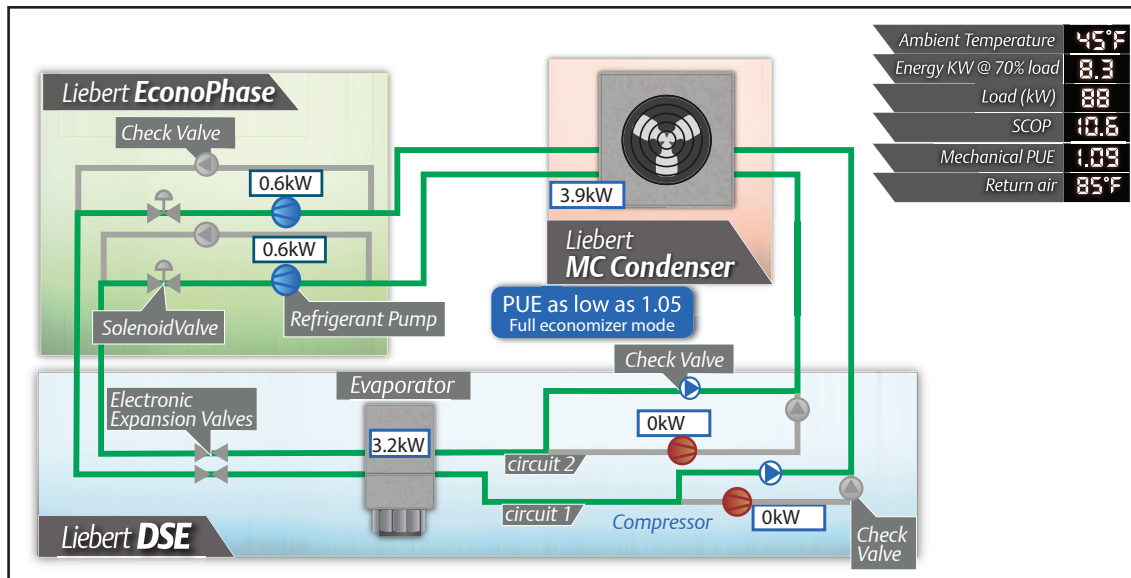 Ambient Temperature 45°F
Energy KW @ 70% load 8.3
Load (kW) 88
SCOP 10.6
Mechanical PUE 1.09
Return air 85°F
Liebert EconoPhase
Check Valve
0.6kW
0.6kW
SolenoidValve
Refrigerant Pump
3.9kW
Liebert
MC Condenser
PUE as low as 1.05
Full economizer mode
Check Valve
Evaporator
Electronic
Expansion Valves
3.2kW
0kW
circuit 2
circuit 1
Compressor
0kW
Check
Valve
Liebert DSE